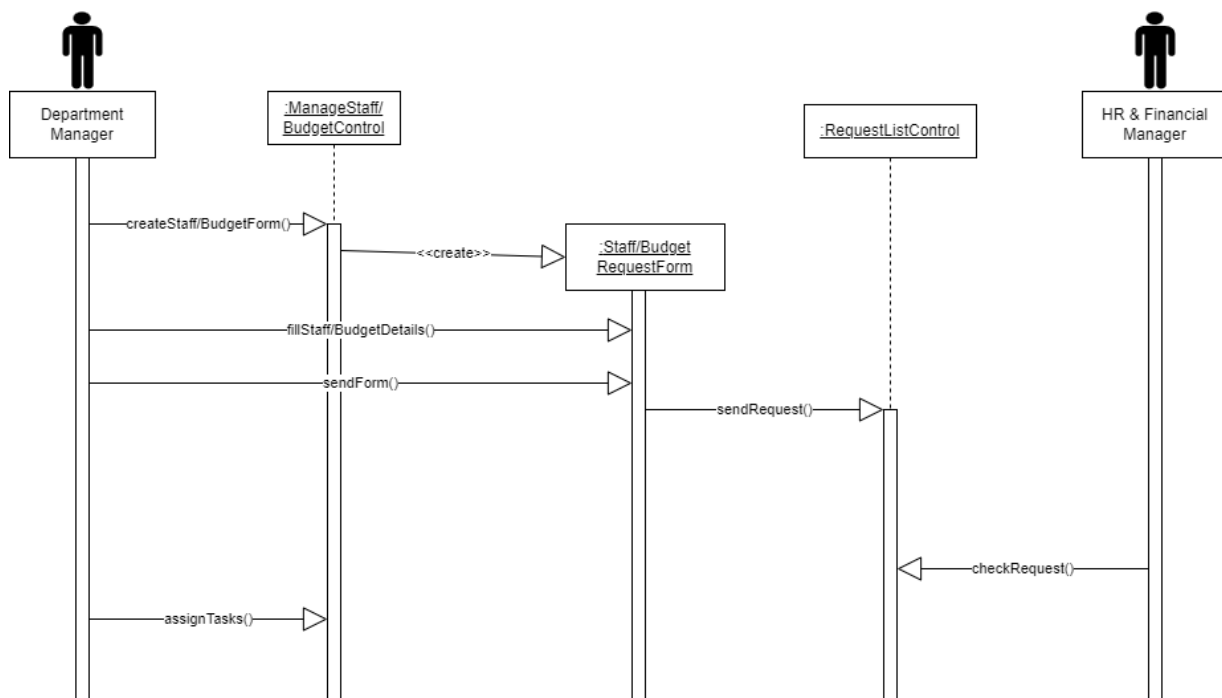 Department
Manager
:ManageStaff/
BudgetControl
:RequestListControl
HR & Financial
Manager
createStaff/BudgetForm()
<<create>>
:Staff/Budget
RequestForm
fillStaff/BudgetDetails()
sendForm()
sendRequest()
checkRequest()
assignTasks()